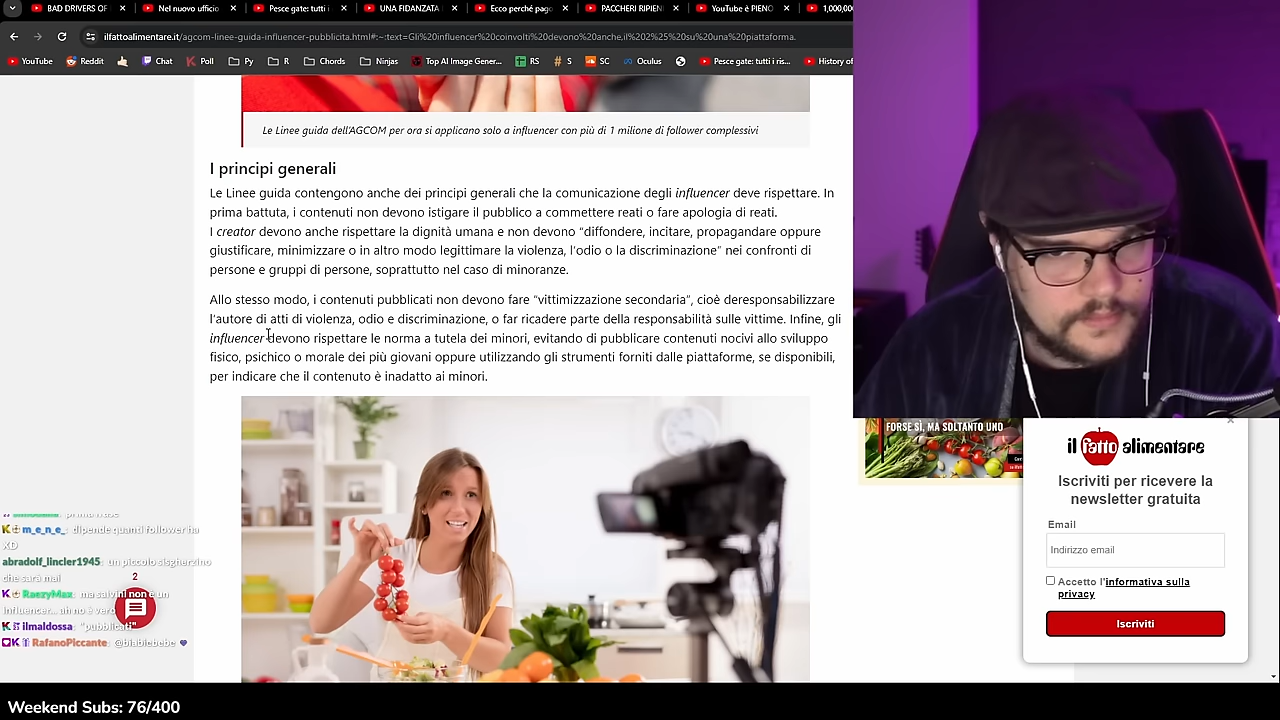 BAD DRIVERS OF
Nel nuovo ufficio
Pesce gate: tutti i
UNA FIDANZATA
Ecco perché pago
PACCHERI RIPIEN
YouTube è PIENO
1,000,000
ilfattoalimentare.it/agcom-linee-guida-influencer-pubblicita.html#:~:text=Gli%20influencer%20coinvolti%20devono%20anche,il%202%25%20su%20una%20piattaforma.
YouTube
Reddit
Chat
Poll
Py
R
Chords
Ninjas
Top AI Image Gener...
RS
S
SC
Oculus
Pesce gate: tutti i ris...
History of
Le Linee guida dell'AGCOM per ora si applicano solo a influencer con più di 1 milione di follower complessivi
I principi generali
Le Linee guida contengono anche dei principi generali che la comunicazione degli influencer deve rispettare. In
prima battuta, i contenuti non devono istigare il pubblico a commettere reati o fare apologia di reati.
I creator devono anche rispettare la dignità umana e non devono “diffondere, incitare, propagandare oppure
giustificare, minimizzare o in altro modo legittimare la violenza, l'odio o la discriminazione” nei confronti di
persone e gruppi di persone, soprattutto nel caso di minoranze.
Allo stesso modo, i contenuti pubblicati non devono fare “vittimizzazione secondaria”, cioè deresponsabilizzare
l'autore di atti di violenza, odio e discriminazione, o far ricadere parte della responsabilità sulle vittime. Infine, gli
influencer devono rispettare le norma a tutela dei minori, evitando di pubblicare contenuti nocivi allo sviluppo
fisico, psichico o morale dei più giovani oppure utilizzando gli strumenti forniti dalle piattaforme, se disponibili,
per indicare che il contenuto è inadatto ai minori.
FORSE SÌ, MA SOLTANTO UNO
il fatto alimentare
Iscriviti per ricevere la
newsletter gratuita
Email
Indirizzo email
Accetto l'informativa sulla
privacy
Iscriviti
m_e_n_e_: dipende quanti follower ha
XD
abradolf_lincler1945: un piccolo sisgherzino
che sarà mai
2
RaezyMax: ma salvini non è un
Influencer... ah no è vero
ilmaldossa: "pubblicati"
RafanoPiccante: @biabiebebe
Weekend Subs: 76/400